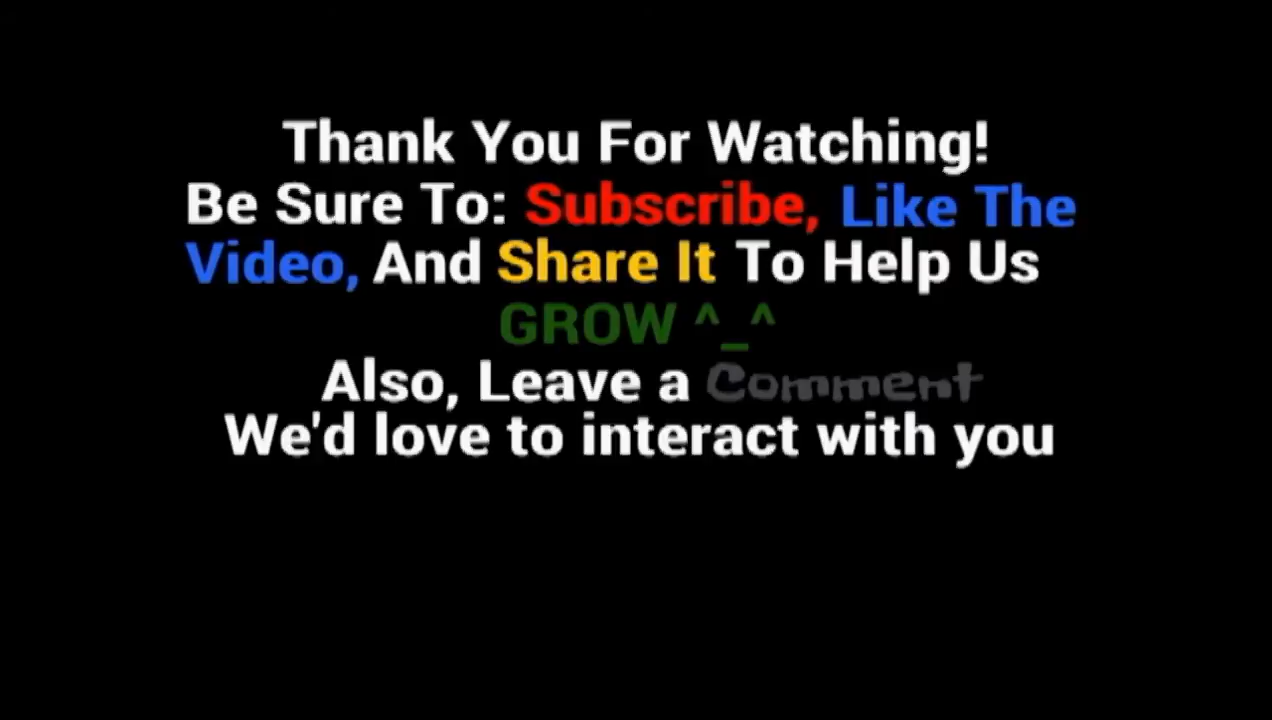 Thank You For Watching!
Be Sure To: Subscribe, Like The
Video, And Share It To Help Us
GROW ^_^
Also, Leave a Comment
We'd love to interact with you